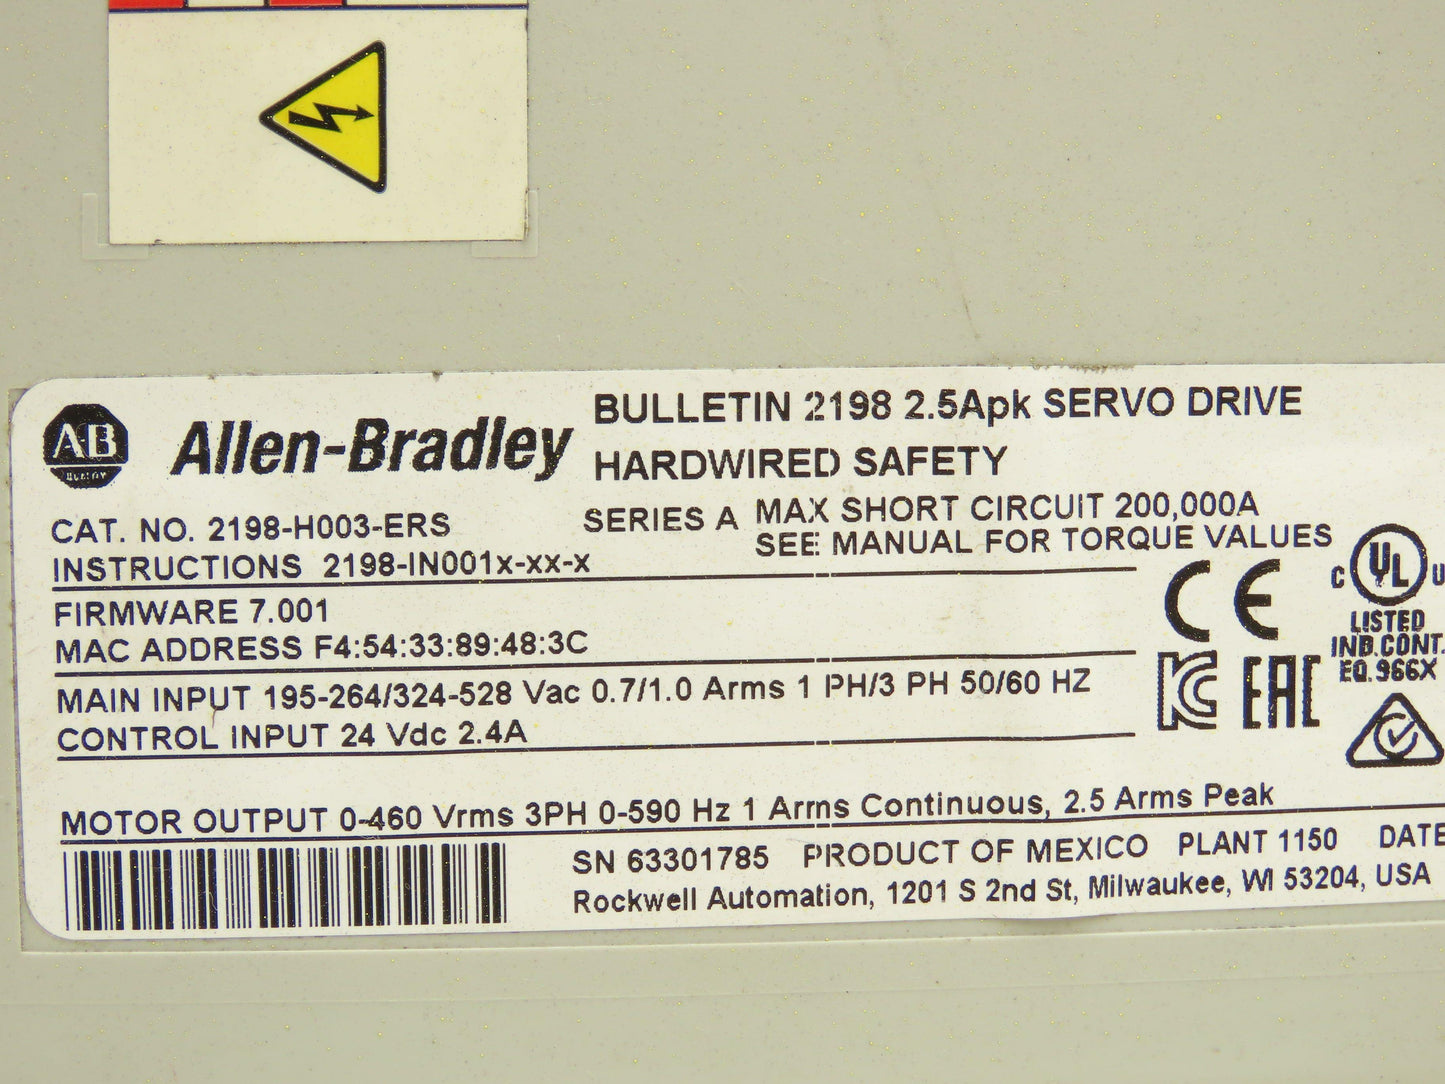 AB
QUALITY
Allen-Bradley
BULLETIN 2198 2.5Apk SERVO DRIVE
HARDWIRED SAFETY
CAT. NO. 2198-H003-ERS
SERIES A
MAX SHORT CIRCUIT 200,000A
SEE MANUAL FOR TORQUE VALUES
INSTRUCTIONS 2198-IN001x-xx-x
FIRMWARE 7.001
MAC ADDRESS F4:54:33:89:48:3C
MAIN INPUT 195-264/324-528 Vac 0.7/1.0 Arms 1 PH/3 PH 50/60 HZ
CONTROL INPUT 24 Vdc 2.4A
MOTOR OUTPUT 0-460 Vrms 3PH 0-590 Hz 1 Arms Continuous, 2.5 Arms Peak
CE
C UL U
LISTED
IND.CONT.
EQ.966X
KC EAC
SN 63301785 PRODUCT OF MEXICO PLANT 1150 DATE
Rockwell Automation, 1201 S 2nd St, Milwaukee, WI 53204, USA